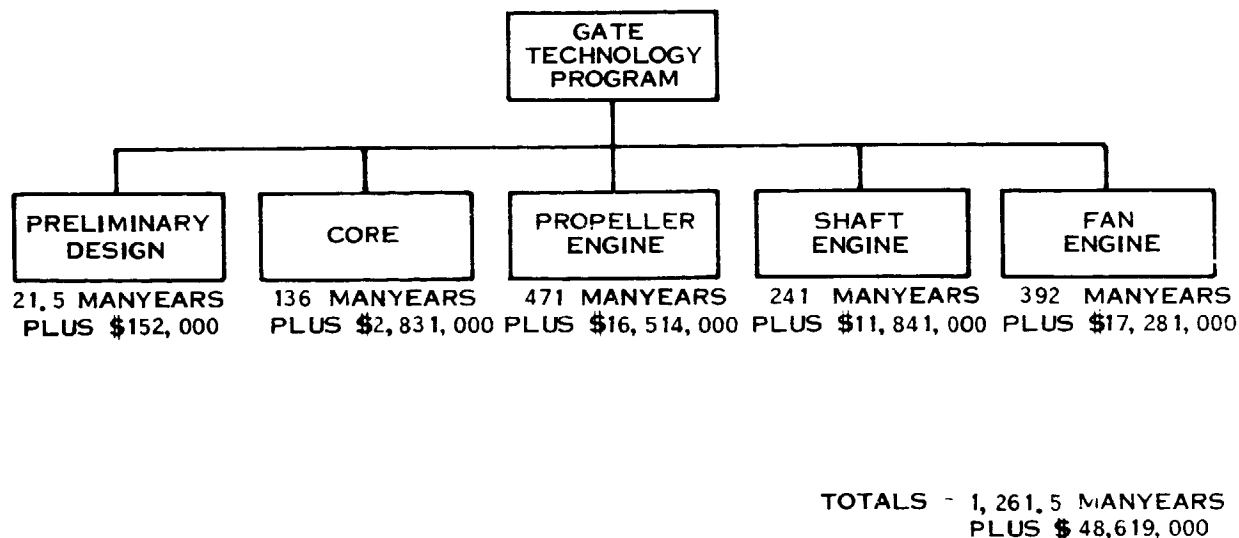 GATE
TECHNOLOGY
PROGRAM
PRELIMINARY
DESIGN
CORE
PROPELLER
ENGINE
SHAFT
ENGINE
FAN
ENGINE
21.5 MANYEARS
PLUS $152,000
136 MANYEARS
PLUS $2,831,000
471 MANYEARS
PLUS $16,514,000
241 MANYEARS
PLUS $11,841,000
392 MANYEARS
PLUS $17,281,000
TOTALS - 1,261.5 MANYEARS
PLUS $48,619,000